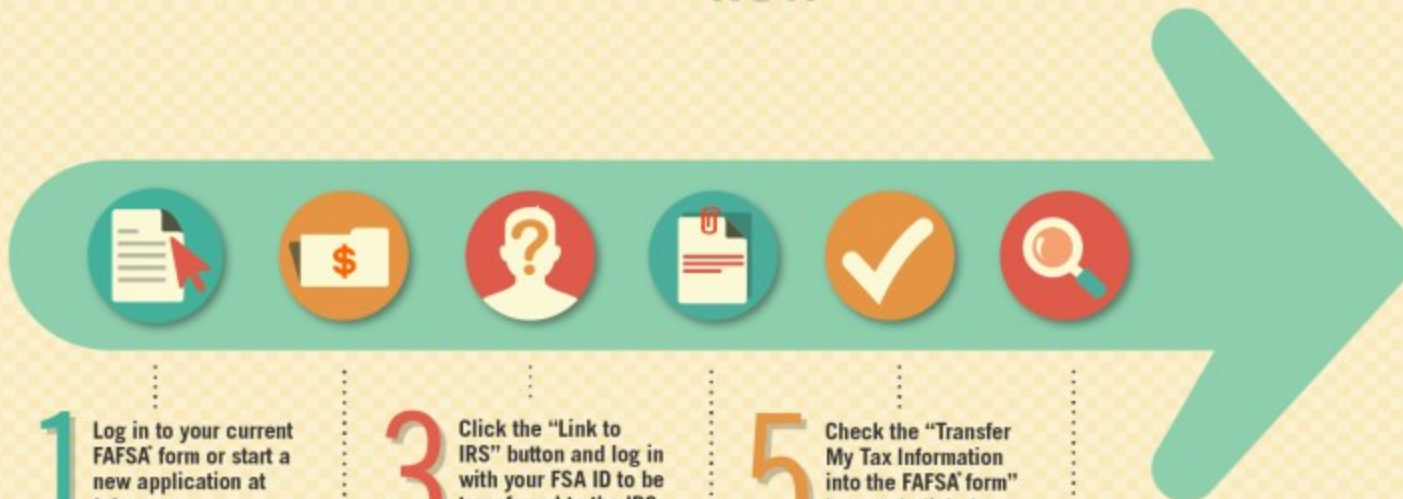 $
?
1
Log in to your current
FAFSA® form or start a
new application at
3
Click the “Link to
IRS” button and log in
with your FSA ID to be
5
Check the “Transfer
My Tax Information
into the FAFSA® form”